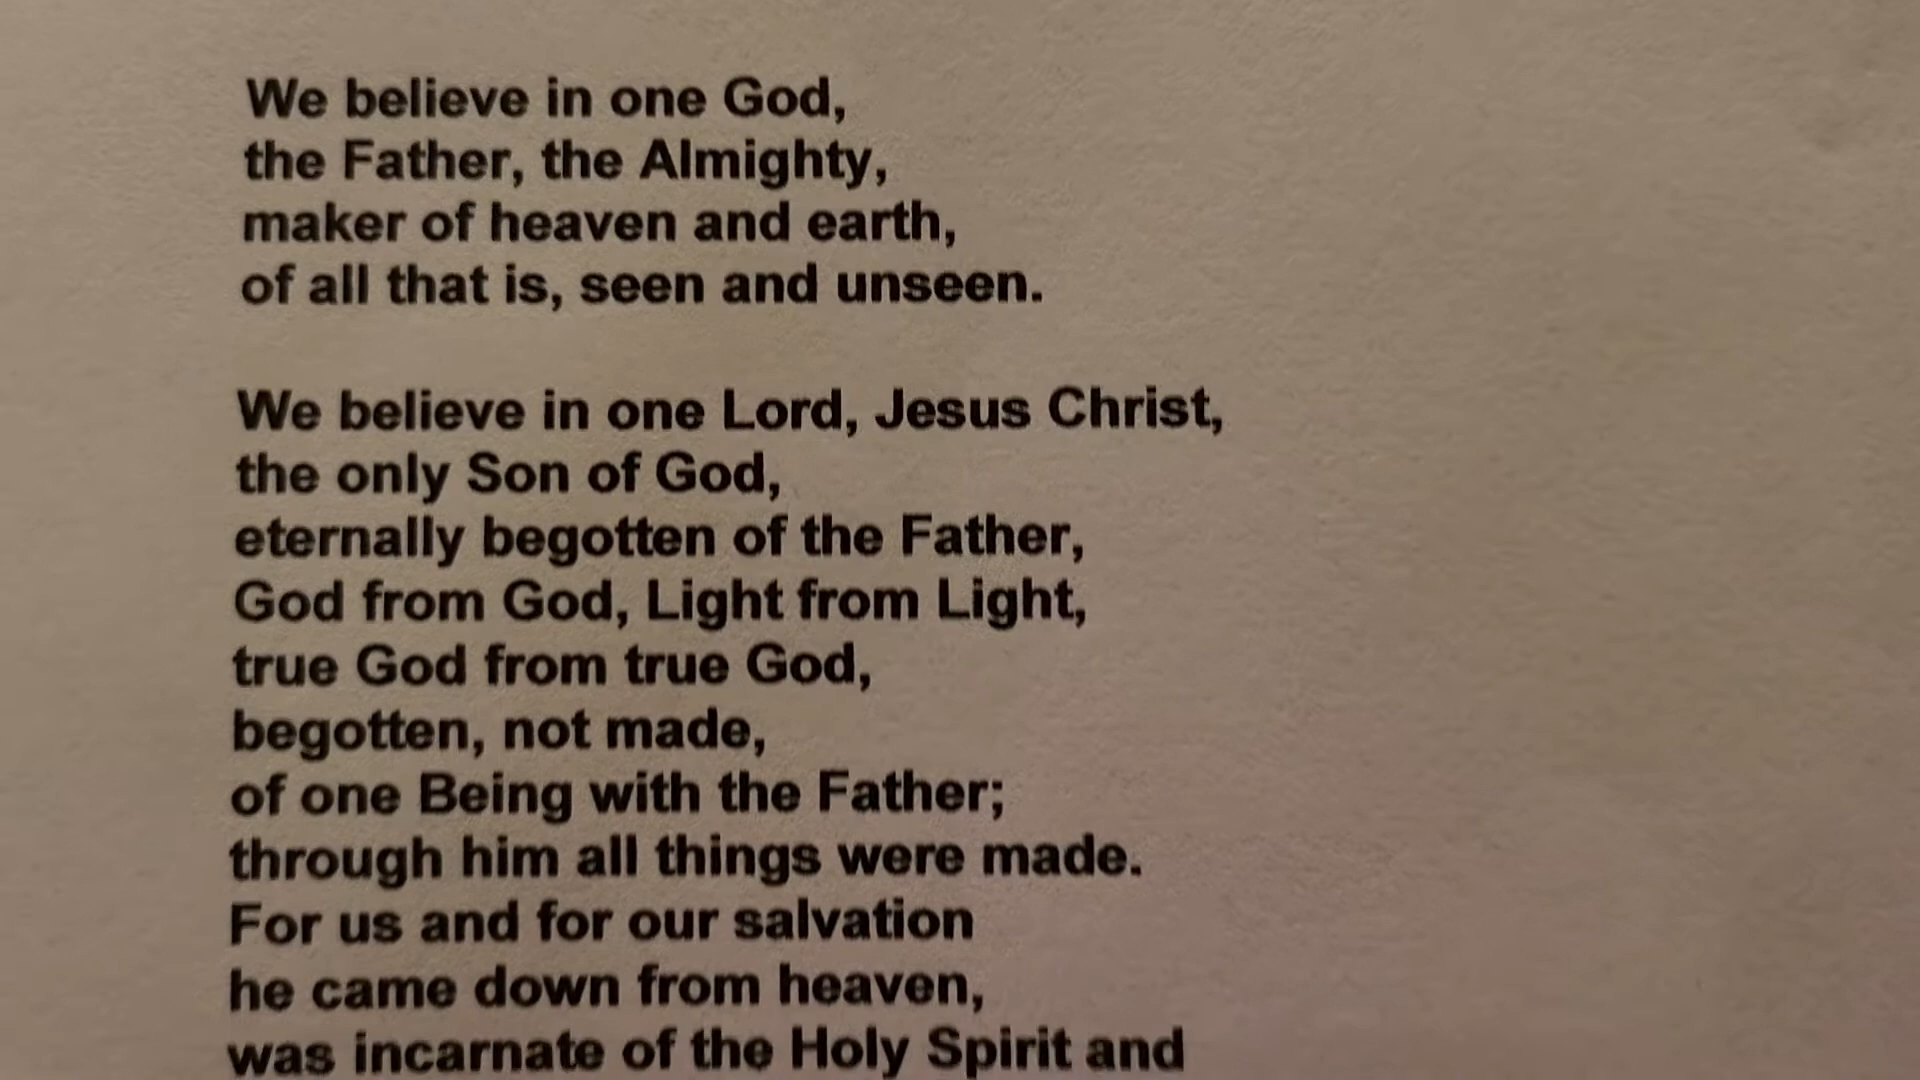 We believe in one God,
the Father, the Almighty,
maker of heaven and earth,
of all that is, seen and unseen.
We believe in one Lord, Jesus Christ,
the only Son of God,
eternally begotten of the Father,
God from God, Light from Light,
true God from true God,
begotten, not made,
of one Being with the Father;
through him all things were made.
For us and for our salvation
he came down from heaven,
was incarnate of the Holy Spirit and